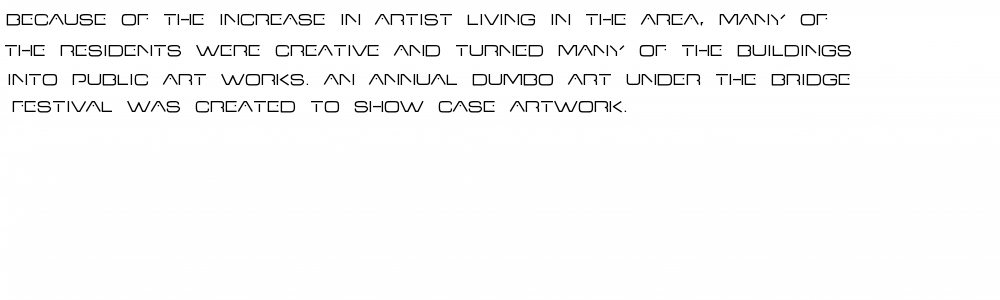 BECAUSE OF THE INCREASE IN ARTIST LIVING IN THE AREA, MANY OF
THE RESIDENTS WERE CREATIVE AND TURNED MANY OF THE BUILDINGS
INTO PUBLIC ART WORKS. AN ANNUAL DUMBO ART UNDER THE BRIDGE
FESTIVAL WAS CREATED TO SHOW CASE ARTWORK.